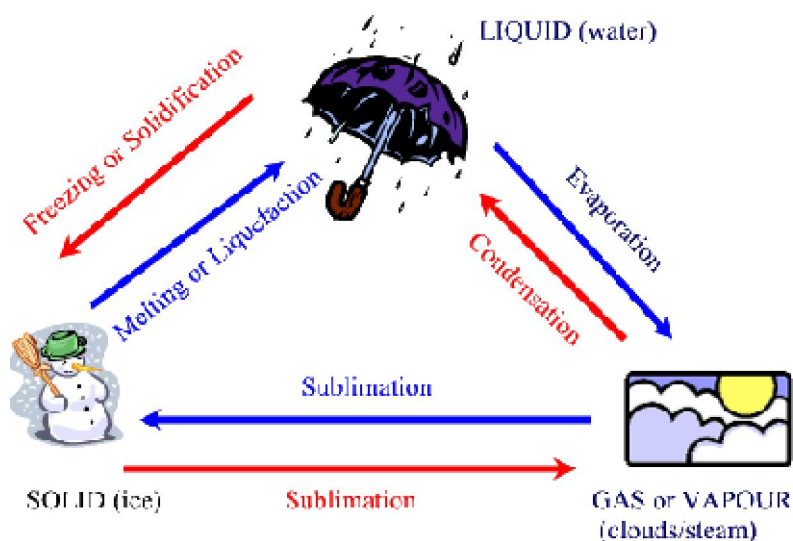 LIQUID (water)
Freezing or Solidification
Melting or Liquefaction
Evaporation
Condensation
Sublimation
Sublimation
SOLID (ice)
GAS or VAPOUR
(clouds/steam)